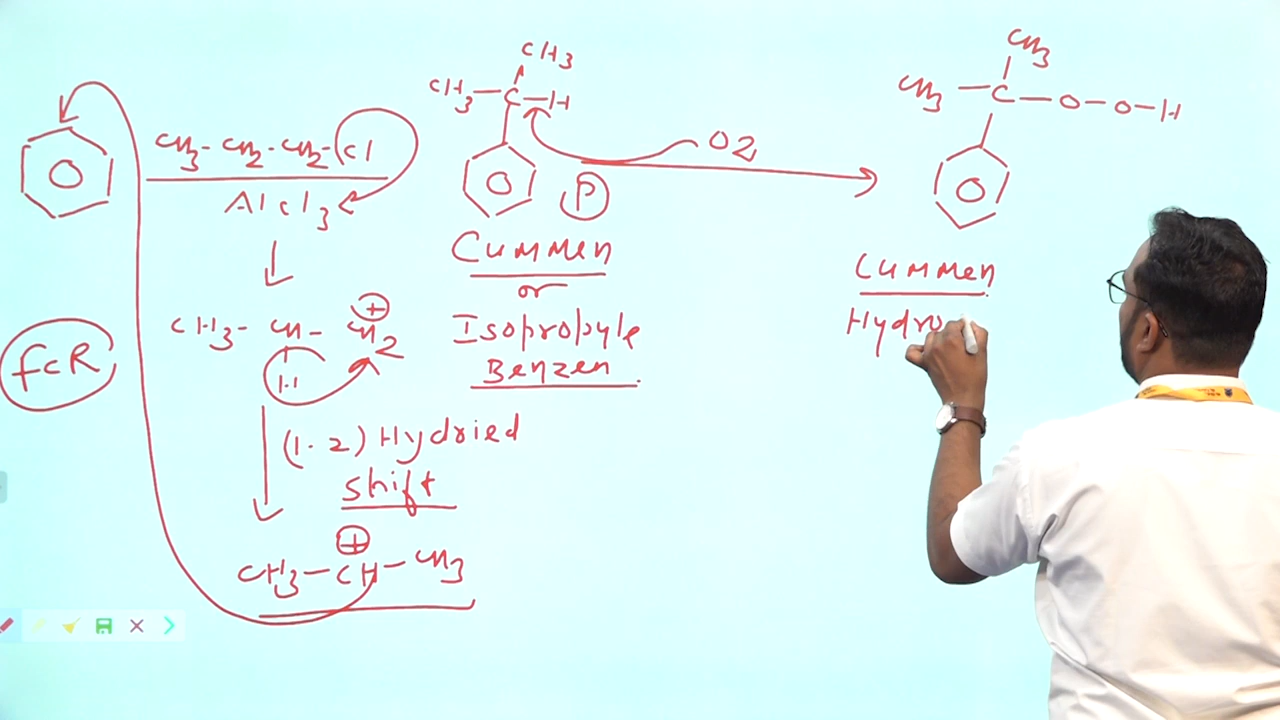 CH3-CH2-CH2-Cl
AlCl3
CH3-CH-CH2
+
H
FCR
(1.2) Hydried
shift
+
CH3-CH-CH3
CH3
CH3-C-H
O2
P
Cummen
or
Isopropyle
Benzen
CH3
CH3-C-O-O-H
Cummen
Hydro